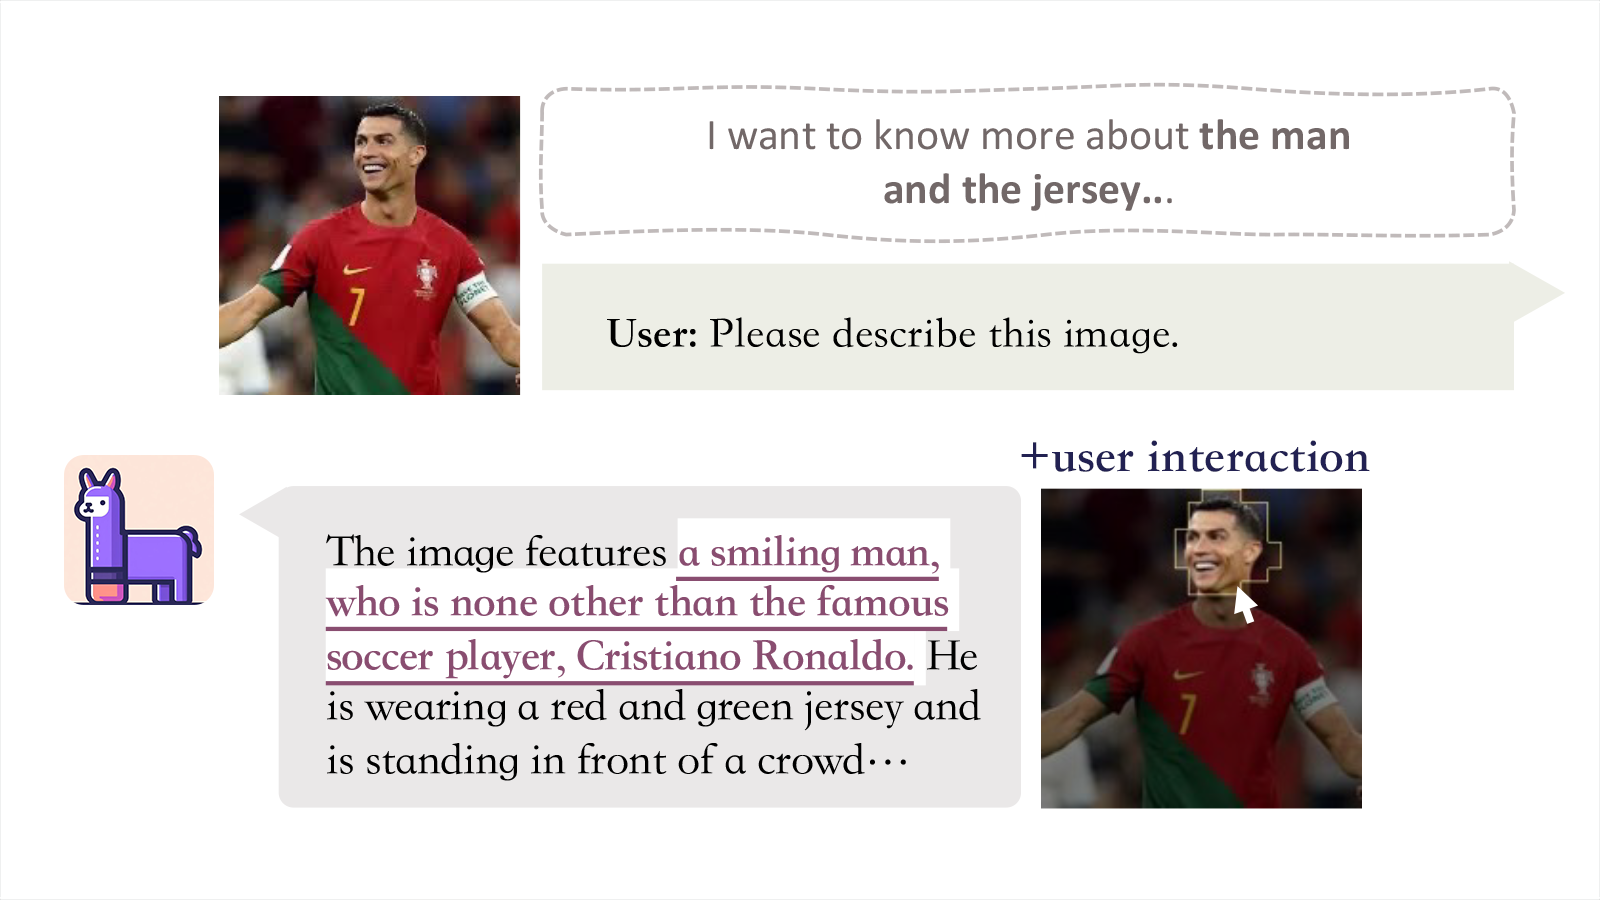 I want to know more about the man
and the jersey...
7
User: Please describe this image.
+user interaction
The image features a smiling man,
who is none other than the famous
soccer player, Cristiano Ronaldo. He
is wearing a red and green jersey and
is standing in front of a crowd···
7